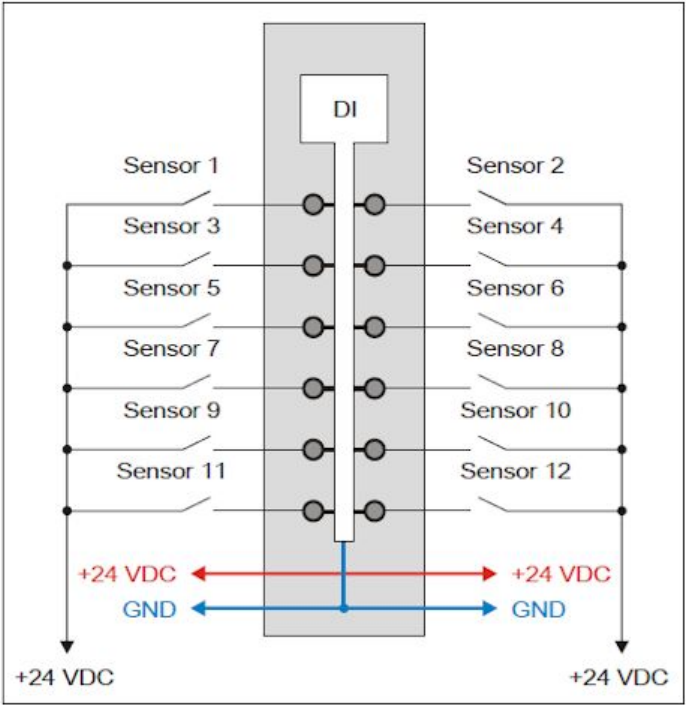 DI
Sensor 1
Sensor 2
Sensor 3
Sensor 4
Sensor 5
Sensor 6
Sensor 7
Sensor 8
Sensor 9
Sensor 10
Sensor 11
Sensor 12
+24 VDC
+24 VDC
GND
GND
+24 VDC
+24 VDC